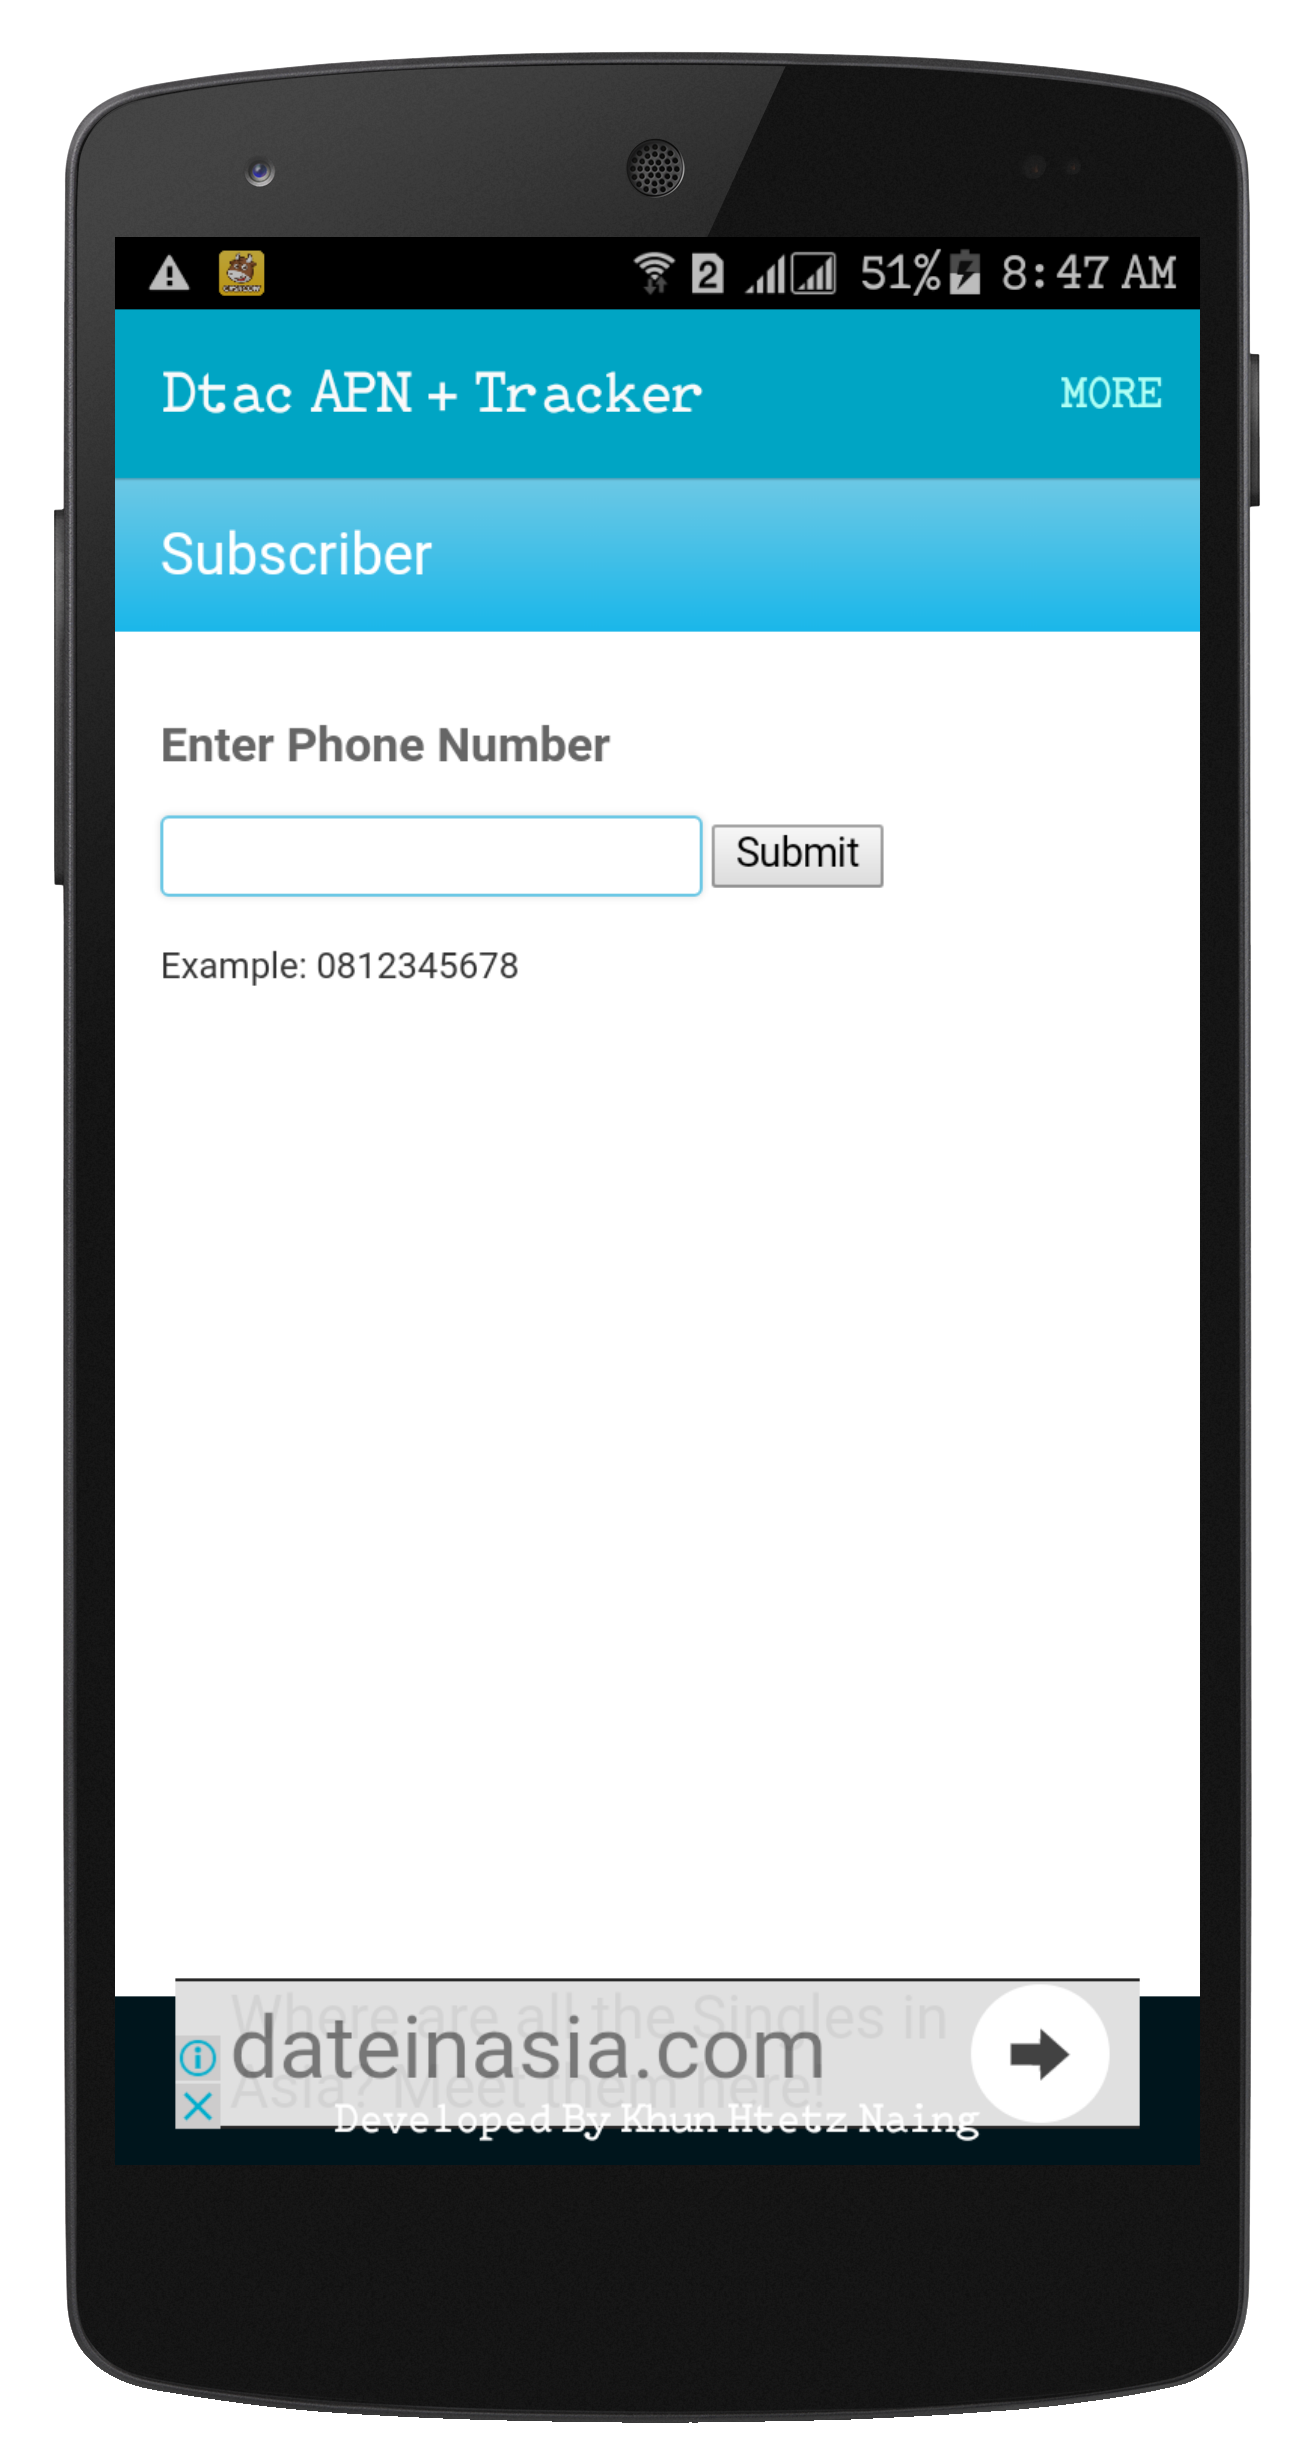 2 51% 8:47 AM
Dtac APN + Tracker MORE
Subscriber
Enter Phone Number
Submit
Example: 0812345678
Where are all the Singles in
dateinasia.com
Asia? Meet them here!
Developed By Khun Htetz Naing